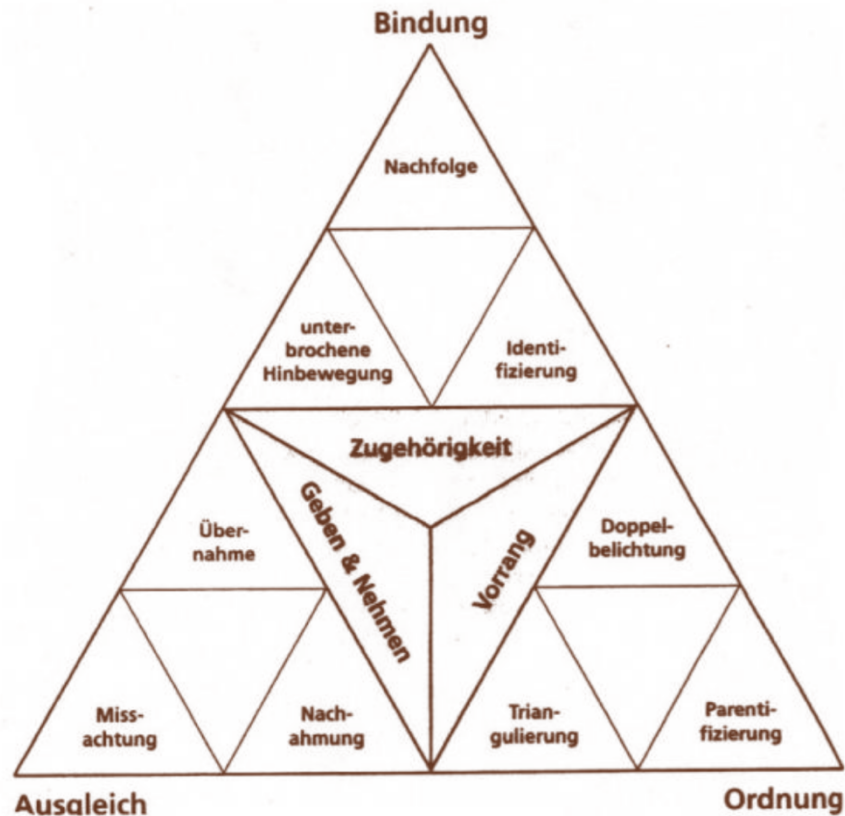 Bindung
Nachfolge
unter-
brochene
Hinbewegung
Identi-
fizierung
Zugehörigkeit
Geben & Nehmen
Vorrang
Über-
nahme
Doppel-
belichtung
Miss-
achtung
Nach-
ahmung
Trian-
gulierung
Parenti-
fizierung
Ausgleich
Ordnung